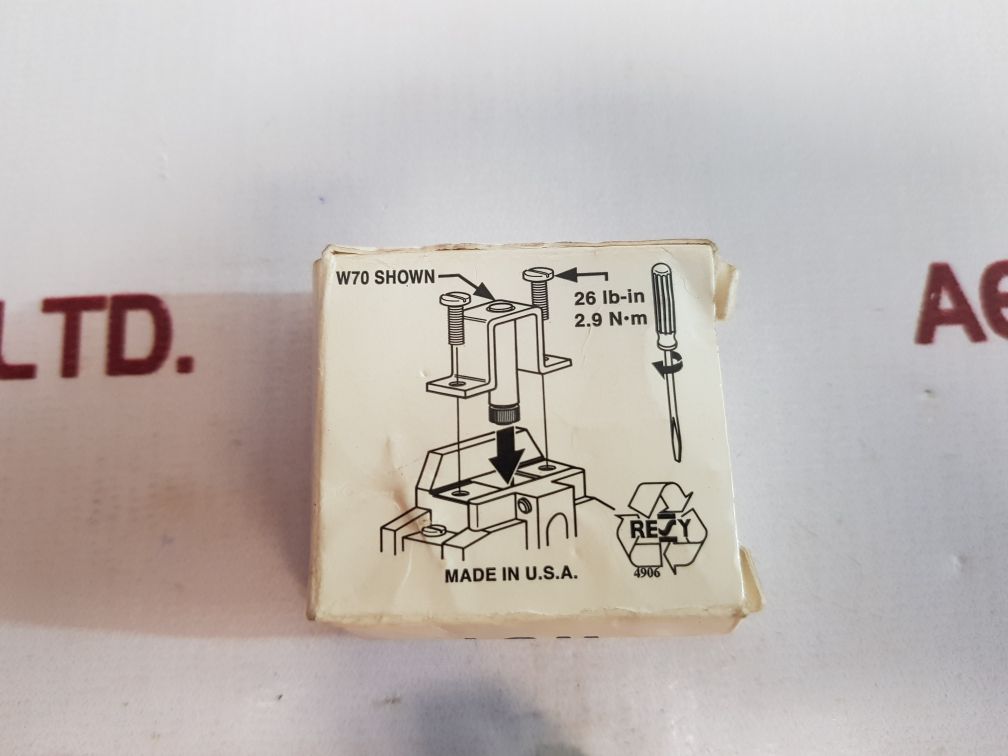 W70 SHOWN
26 lb-in
2.9 N•m
LTD.
A
RESY
4906
MADE IN U.S.A.